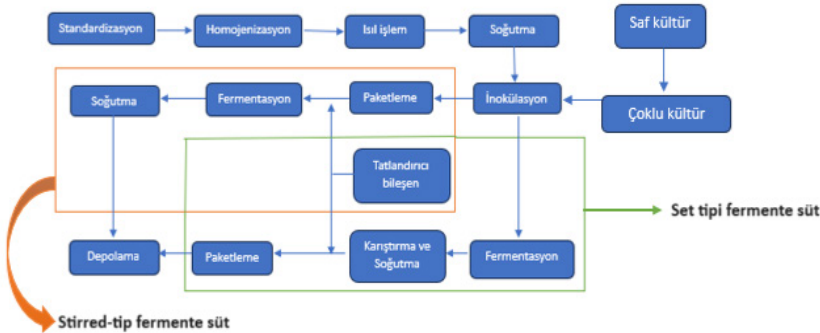 Standardizasyon
Homojenizasyon
Isıl işlem
Soğutma
Saf kültür
Soğutma
Fermentasyon
Paketleme
İnokülasyon
Çoklu kültür
Tatlandırıcı
bileşen
Set tipi fermente süt
Depolama
Paketleme
Karıştırma ve
Soğutma
Fermentasyon
Stirred-tip fermente süt